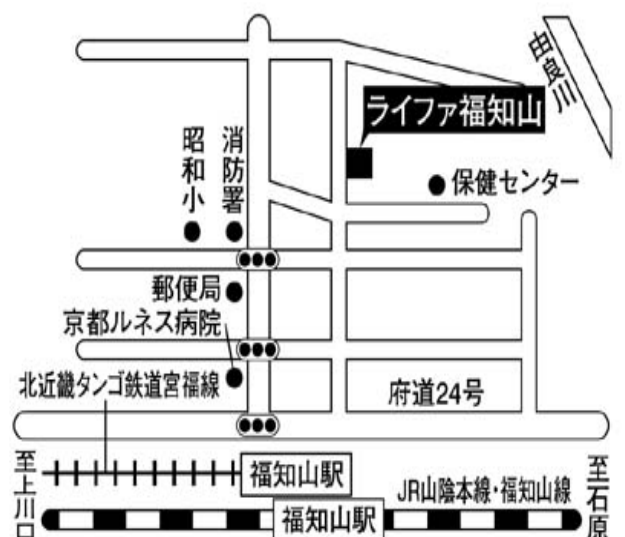 由良川
ライファ福知山
昭和小
消防署
保健センター
郵便局
京都ルネス病院
北近畿タンゴ鉄道宮福線
府道24号
至上川口
福知山駅
JR山陰本線・福知山線
至石原
福知山駅